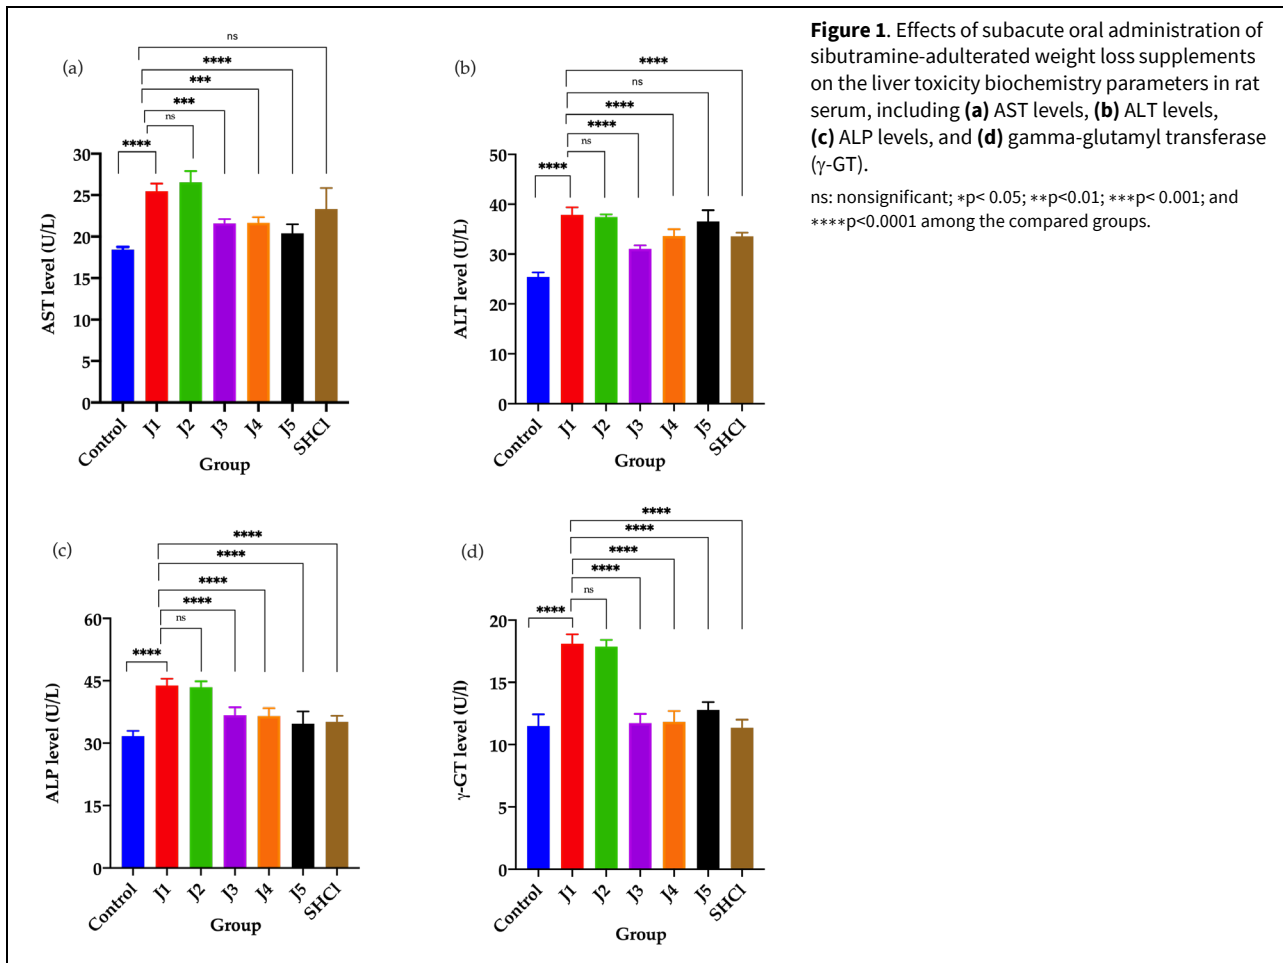 Figure 1. Effects of subacute oral administration of
sibutramine-adulterated weight loss supplements
on the liver toxicity biochemistry parameters in rat
serum, including (a) AST levels, (b) ALT levels,
(c) ALP levels, and (d) gamma-glutamyl transferase
(γ-GT).
ns: nonsignificant; *p< 0.05; **p<0.01; ***p< 0.001; and
****p<0.0001 among the compared groups.
(a)
ns
****
***
***
ns
****
30
25
20
15
10
5
0
AST level (U/L)
Control J1 J2 J3 J4 J5 SHCl
Group
(b)
****
ns
****
****
ns
****
50
40
30
20
10
0
ALT level (U/L)
Control J1 J2 J3 J4 J5 SHCl
Group
(c)
****
****
****
****
ns
****
60
45
30
15
0
ALP level (U/L)
Control J1 J2 J3 J4 J5 SHCl
Group
(d)
****
****
****
****
ns
****
20
15
10
5
0
γ-GT level (U/l)
Control J1 J2 J3 J4 J5 SHCl
Group